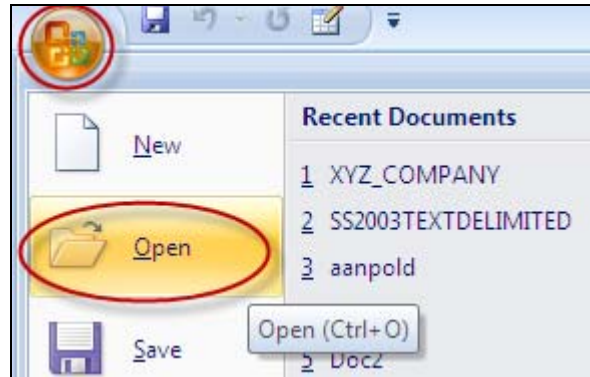 New
Open
Save
Recent Documents
1 XYZ_COMPANY
2 SS2003TEXTDELIMITED
3 aanpold
Open (Ctrl+O)
5 Doc2